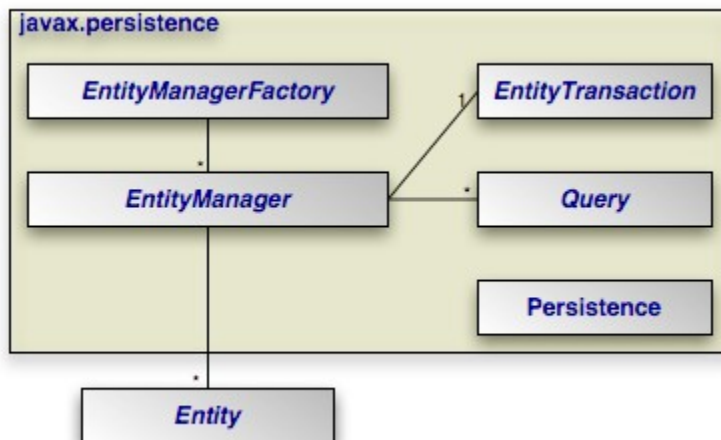 javax.persistence
EntityManagerFactory
1
EntityTransaction
*
EntityManager
*
Query
Persistence
*
Entity